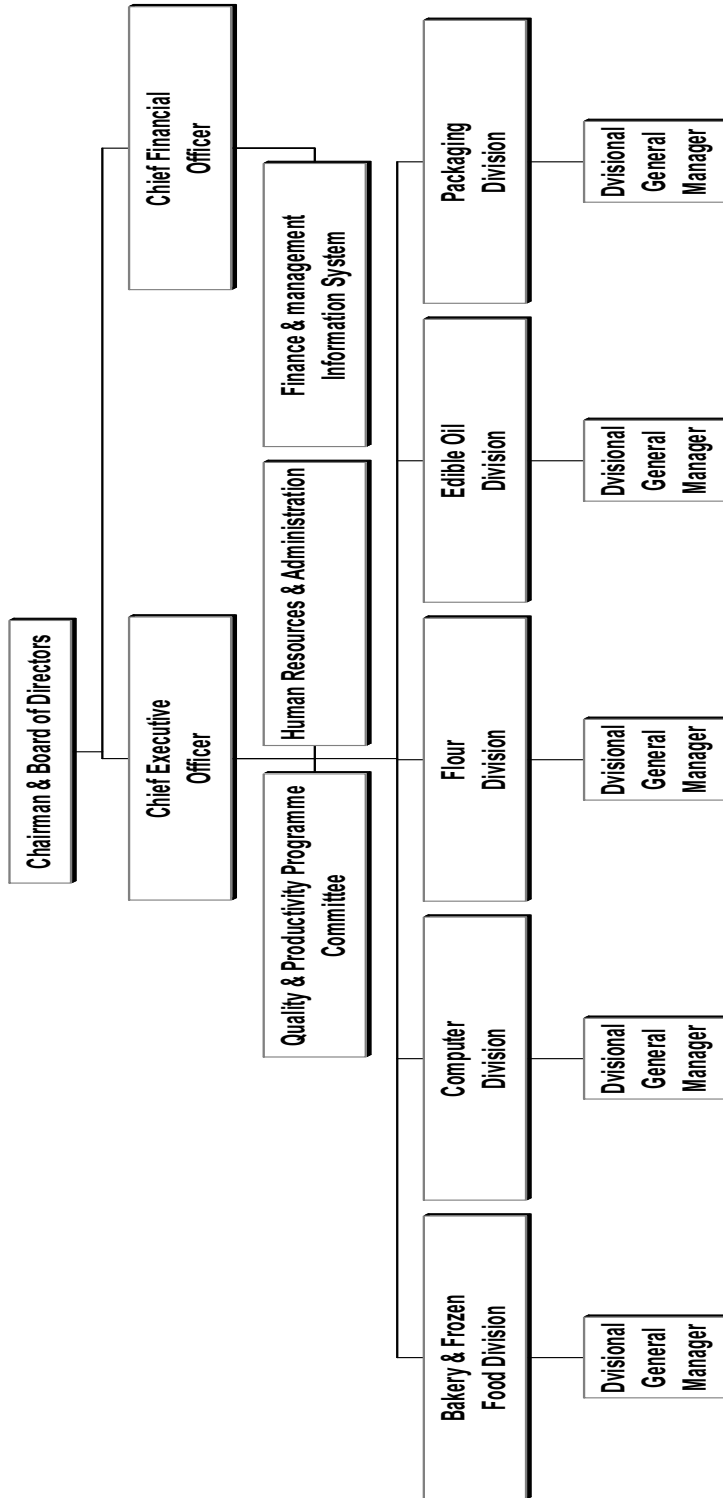 Chairman & Board of Directors
Chief Executive
Officer
Chief Financial
Officer
Quality & Productivity Programme
Committee
Human Resources & Administration
Finance & management
Information System
Bakery & Frozen
Food Division
Computer
Division
Flour
Division
Edible Oil
Division
Packaging
Division
Dvisional
General
Manager
Dvisional
General
Manager
Dvisional
General
Manager
Dvisional
General
Manager
Dvisional
General
Manager